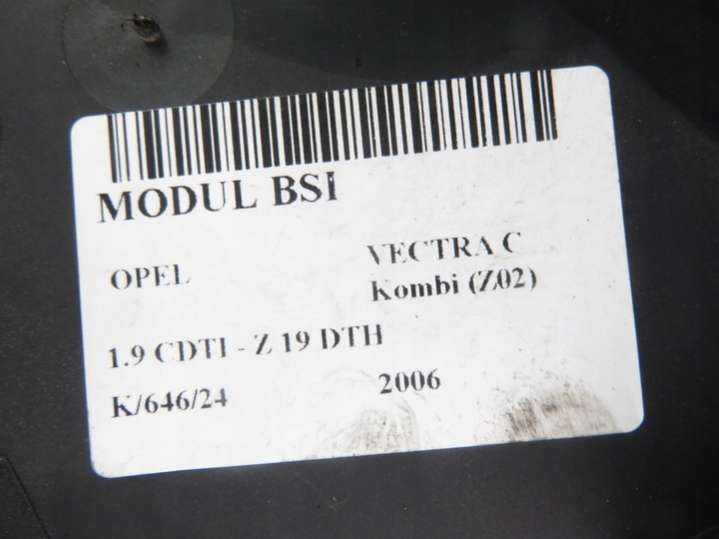 MODUL BSI
OPEL VECTRA C
Kombi (Z02)
1.9 CDTI - Z 19 DTH
K/646/24 2006